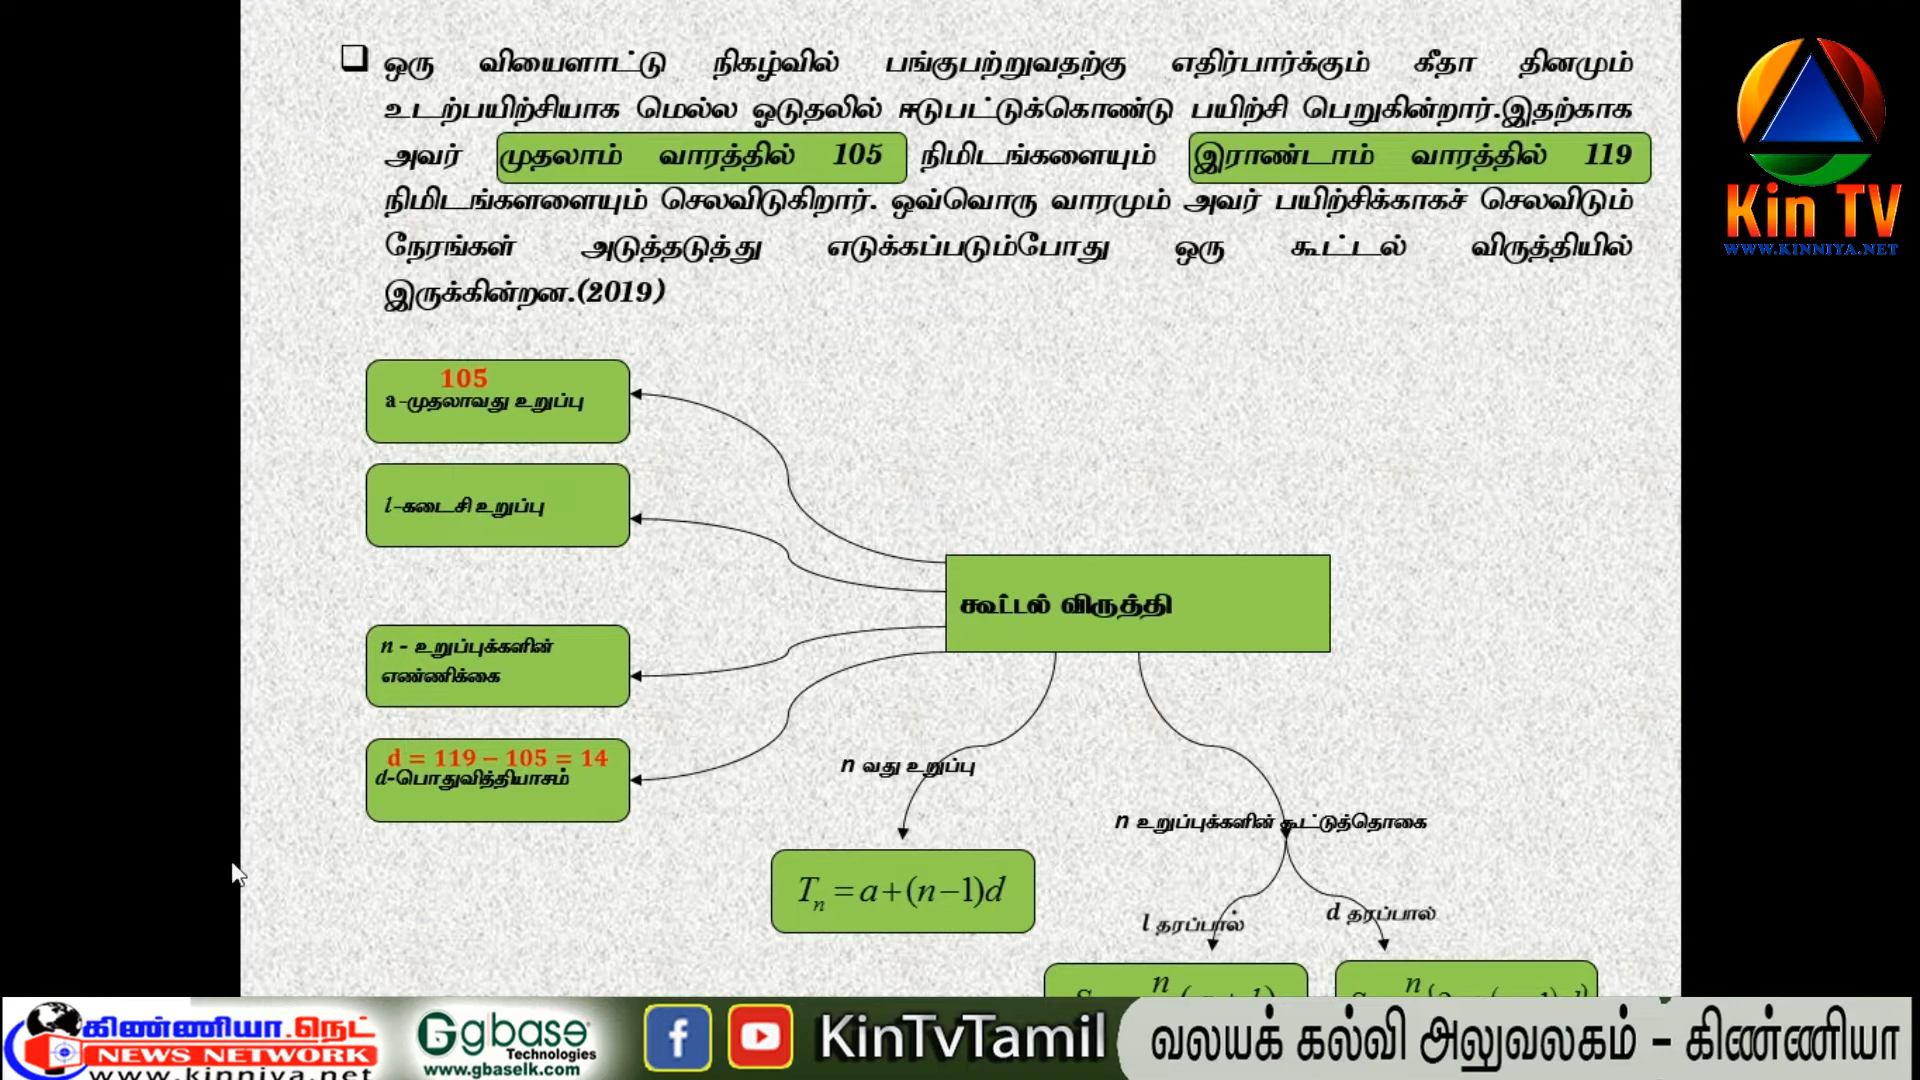 ஒரு வியைளாட்டு நிகழ்வில் பங்குபற்றுவதற்கு எதிர்பார்க்கும் கீதா தினமும்
உடற்பயிற்சியாக மெல்ல ஓடுதலில் ஈடுபட்டுக்கொண்டு பயிற்சி பெறுகின்றார்.இதற்காக
அவர் முதலாம் வாரத்தில் 105 நிமிடங்களையும் இராண்டாம் வாரத்தில் 119
நிமிடங்களளையும் செலவிடுகிறார். ஒவ்வொரு வாரமும் அவர் பயிற்சிக்காகச் செலவிடும்
நேரங்கள் அடுத்தடுத்து எடுக்கப்படும்போது ஒரு கூட்டல் விருத்தியில்
இருக்கின்றன.(2019)
Kin TV
WWW.KINNIYA.NET
105
a-முதலாவது உறுப்பு
l-கடைசி உறுப்பு
கூட்டல் விருத்தி
n - உறுப்புக்களின்
எண்ணிக்கை
d = 119 – 105 = 14
d-பொதுவித்தியாசம்
n வது உறுப்பு
n உறுப்புக்களின் கூட்டுத்தொகை
Tn = a+(n−1)d
l தரப்பால்
d தரப்பால்
கிண்ணியா.நெட்
NEWS NETWORK
www.kinniya.net
gbase
Technologies
www.gbaselk.com
KinTvTamil
வலயக் கல்வி அலுவலகம் – கிண்ணியா